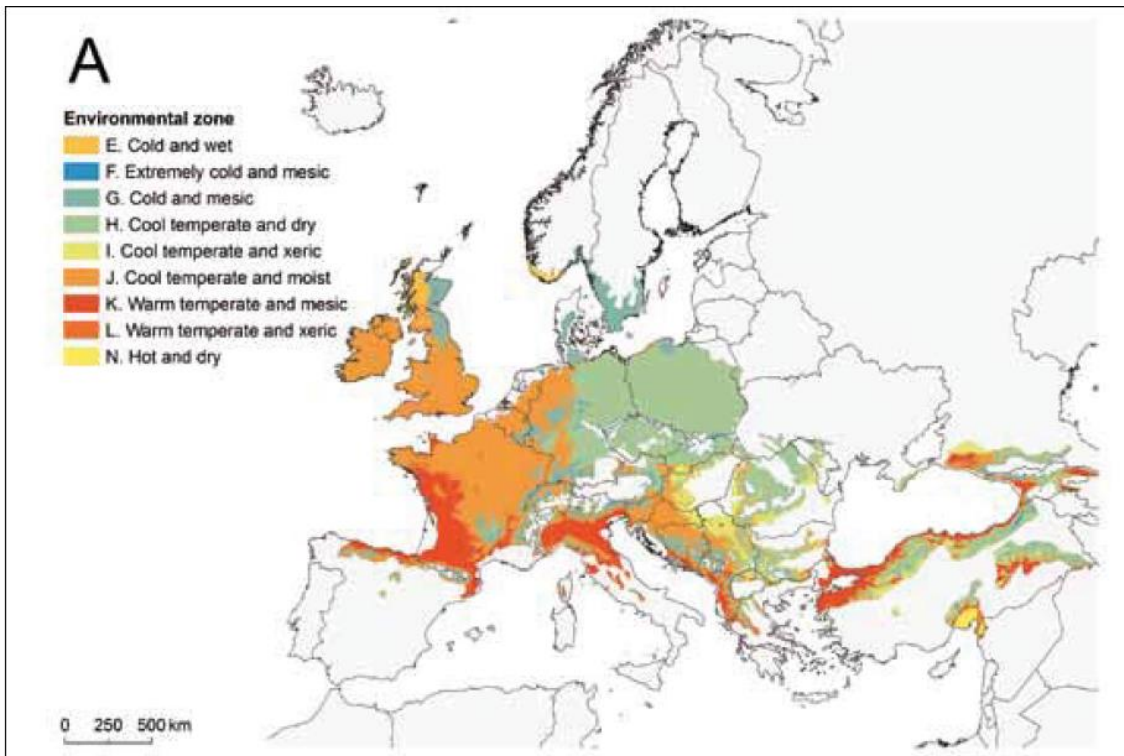 A
Environmental zone
E. Cold and wet
F. Extremely cold and mesic
G. Cold and mesic
H. Cool temperate and dry
I. Cool temperate and xeric
J. Cool temperate and moist
K. Warm temperate and mesic
L. Warm temperate and xeric
N. Hot and dry
0 250 500 km